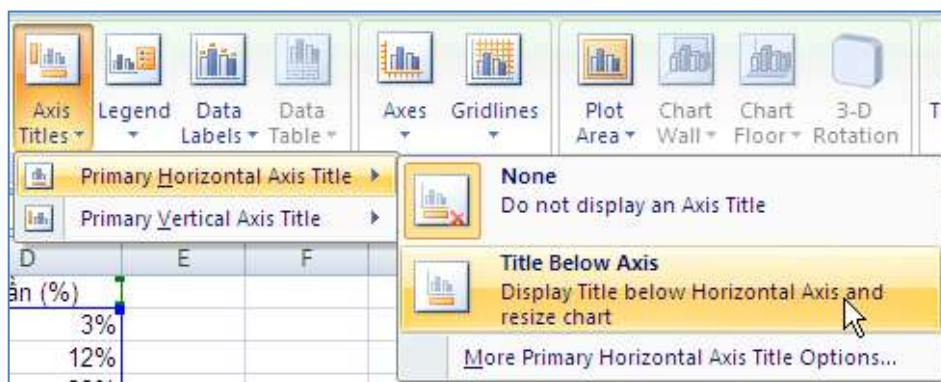 Axis Legend Data Data Axes Gridlines Plot Chart Chart 3-D T
Titles Labels Table Area Wall Floor Rotation
Primary Horizontal Axis Title
Primary Vertical Axis Title
None
Do not display an Axis Title
Title Below Axis
Display Title below Horizontal Axis and
resize chart
More Primary Horizontal Axis Title Options...
D E F
ần (%)
3%
12%